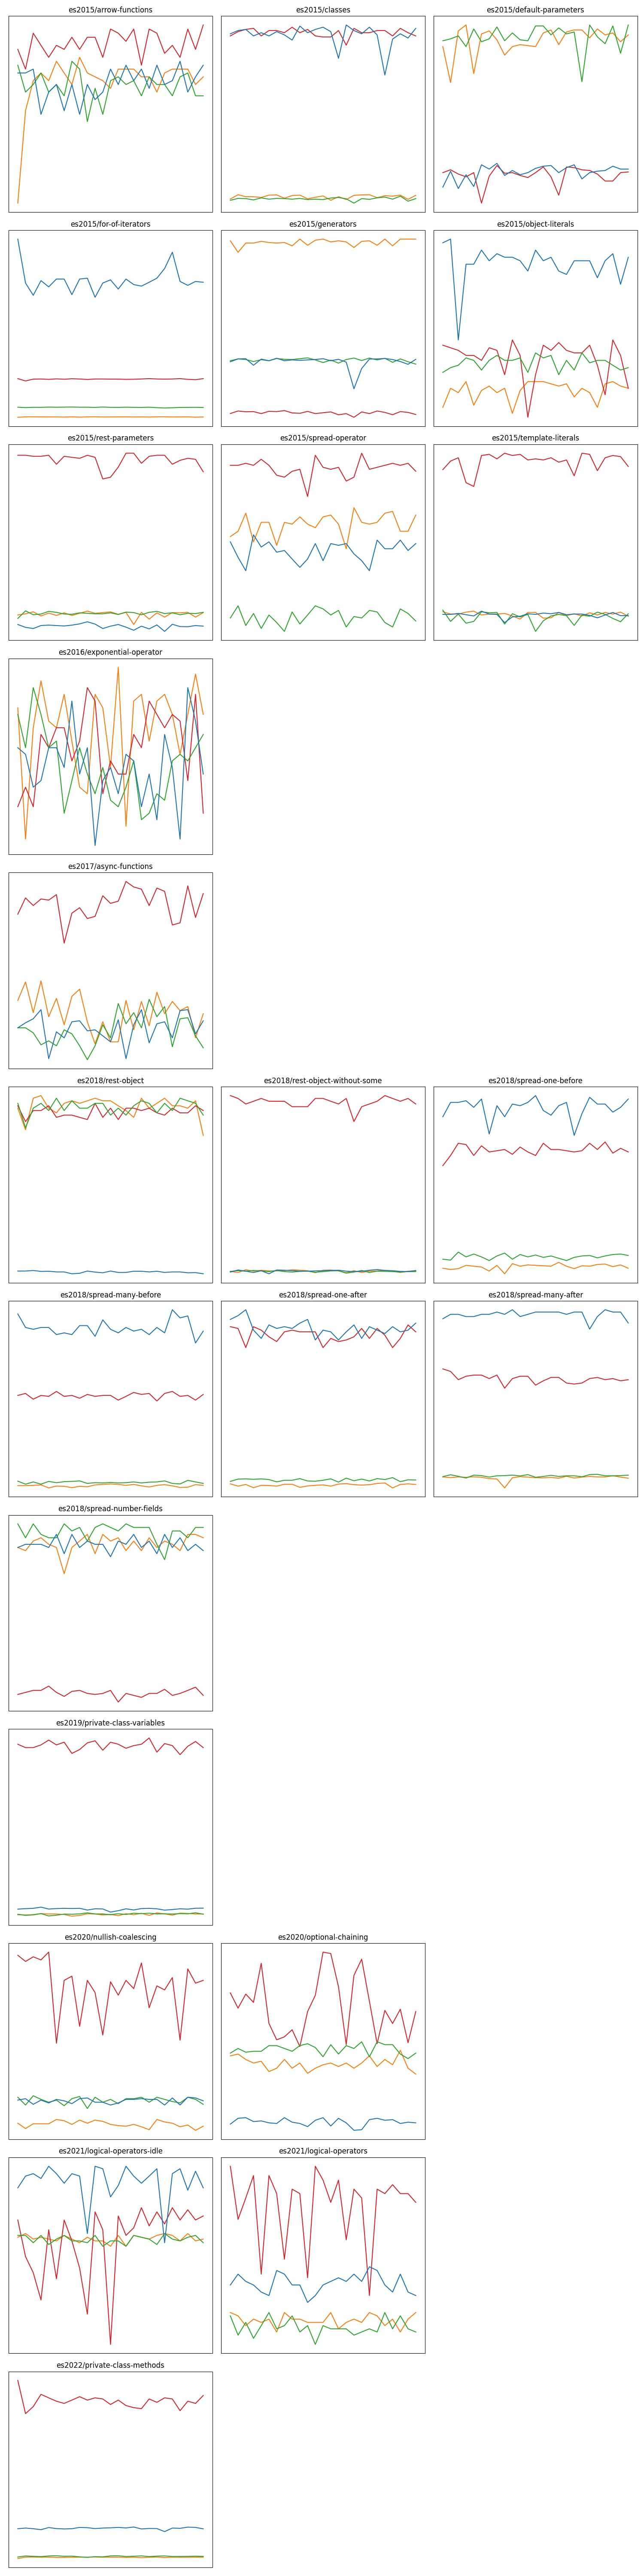 es2015/arrow-functions
es2015/classes
es2015/default-parameters
es2015/for-of-iterators
es2015/generators
es2015/object-literals
es2015/rest-parameters
es2015/spread-operator
es2015/template-literals
es2016/exponential-operator
es2017/async-functions
es2018/rest-object
es2018/rest-object-without-some
es2018/spread-one-before
es2018/spread-many-before
es2018/spread-one-after
es2018/spread-many-after
es2018/spread-number-fields
es2019/private-class-variables
es2020/nullish-coalescing
es2020/optional-chaining
es2021/logical-operators-idle
es2021/logical-operators
es2022/private-class-methods